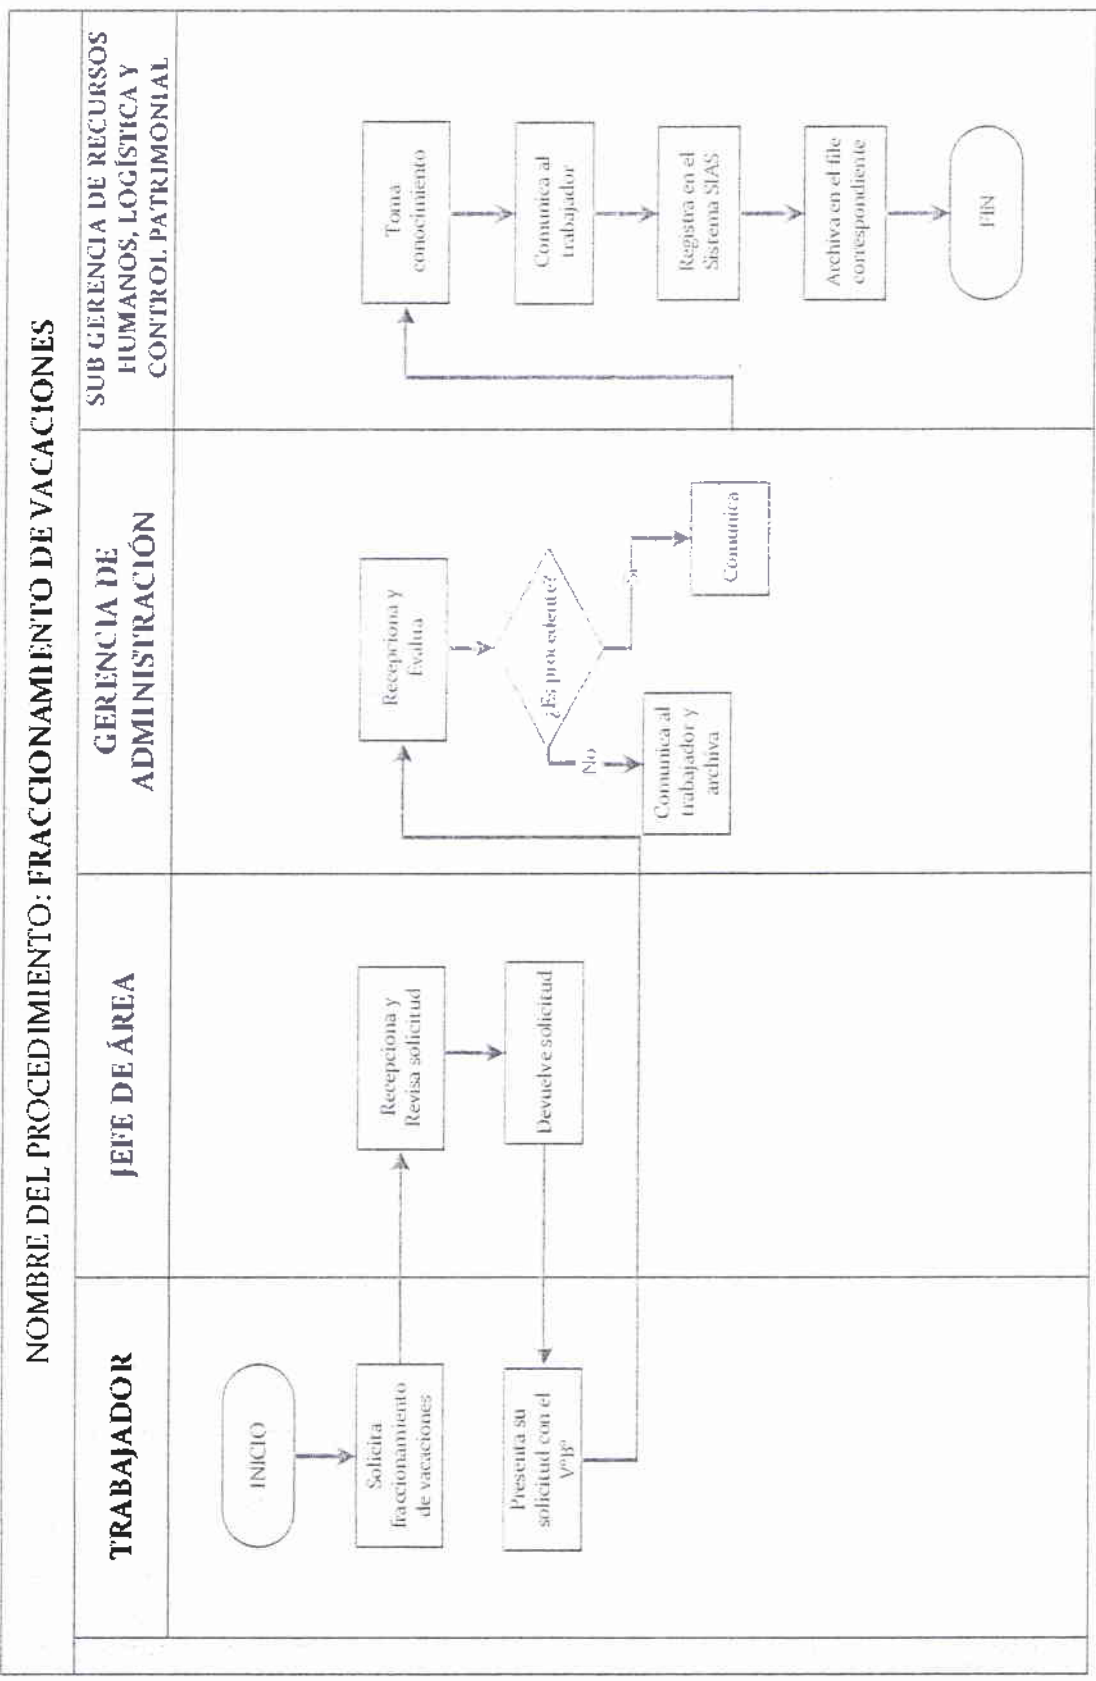 NOMBRE DEL PROCEDIMIENTO: FRACCIONAMIENTO DE VACACIONES
TRABAJADOR
JEFE DE ÁREA
GERENCIA DE
ADMINISTRACIÓN
SUB GERENCIA DE RECURSOS
HUMANOS, LOGÍSTICA Y
CONTROL PATRIMONIAL
INICIO
Solicita
fraccionamiento
de vacaciones
Presenta su
solicitud con el
VºBº
Recepciona y
Revisa solicitud
Devuelve solicitud
Recepciona y
Evalua
¿Es procedente?
No
Si
Comunica al
trabajador y
archiva
Comunica
Toma
conocimiento
Comunica al
trabajador
Registra en el
Sistema SIAS
Archiva en el file
correspondiente
FIN